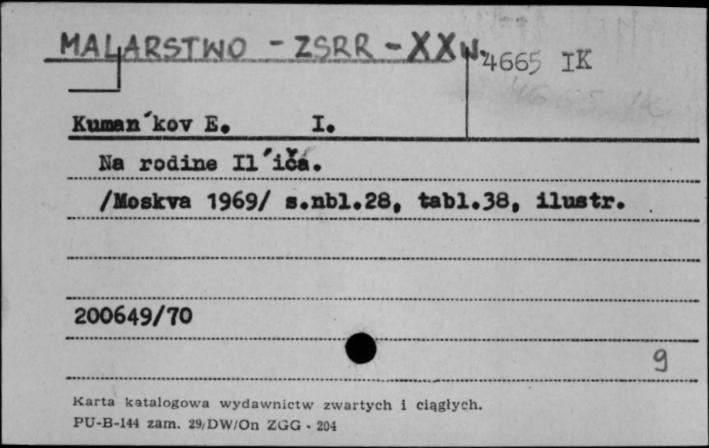 MALARSTWO - ZSRR - XX w.
4665 IK
Kuman´kov E. I.
Na rodine Il´iča.
/Moskva 1969/ s.nbl.28, tabl.38, ilustr.
200649/70
9
Karta katalogowa wydawnictw zwartych i ciągłych.
PU-B-144 zam. 29/DW/On ZGG - 204